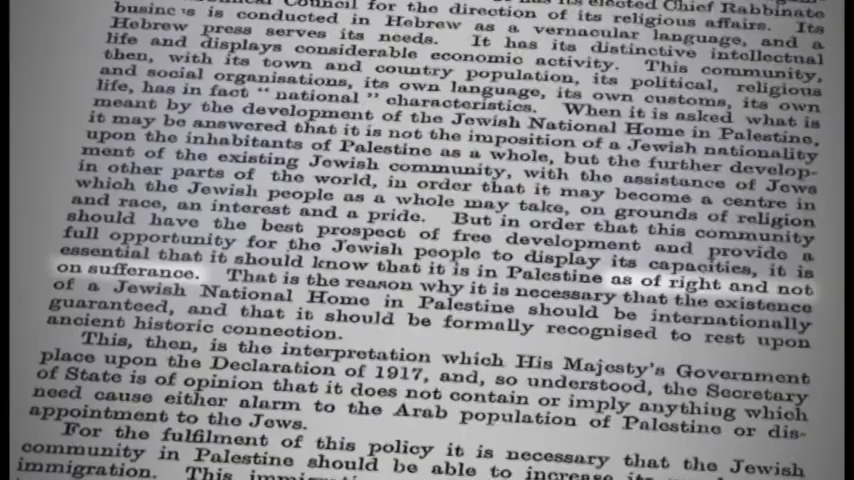 Council for the direction of its religious affairs. Its
is conducted in Hebrew as a vernacular language, and a
Hebrew press serves its needs. It has its distinctive intellectual
life and displays considerable economic activity. This community,
then, with its town and country population, its political, religious
and social organisations, its own language, its own customs, its own
life, has in fact “ national ” characteristics. When it is asked what is
meant by the development of the Jewish National Home in Palestine,
it may be answered that it is not the imposition of a Jewish nationality
upon the inhabitants of Palestine as a whole, but the further develop-
ment of the existing Jewish community, with the assistance of Jews
in other parts of the world, in order that it may become a centre in
which the Jewish people as a whole may take, on grounds of religion
and race, an interest and a pride. But in order that this community
should have the best prospect of free development and provide a
full opportunity for the Jewish people to display its capacities, it is
essential that it should know that it is in Palestine as of right and not
on sufferance. That is the reason why it is necessary that the existence
of a Jewish National Home in Palestine should be internationally
guaranteed, and that it should be formally recognised to rest upon
ancient historic connection.
This, then, is the interpretation which His Majesty's Government
place upon the Declaration of 1917, and, so understood, the Secretary
of State is of opinion that it does not contain or imply anything which
need cause either alarm to the Arab population of Palestine or dis-
appointment to the Jews.
For the fulfilment of this policy it is necessary that the Jewish
community in Palestine should be able to increase its
immigration. This